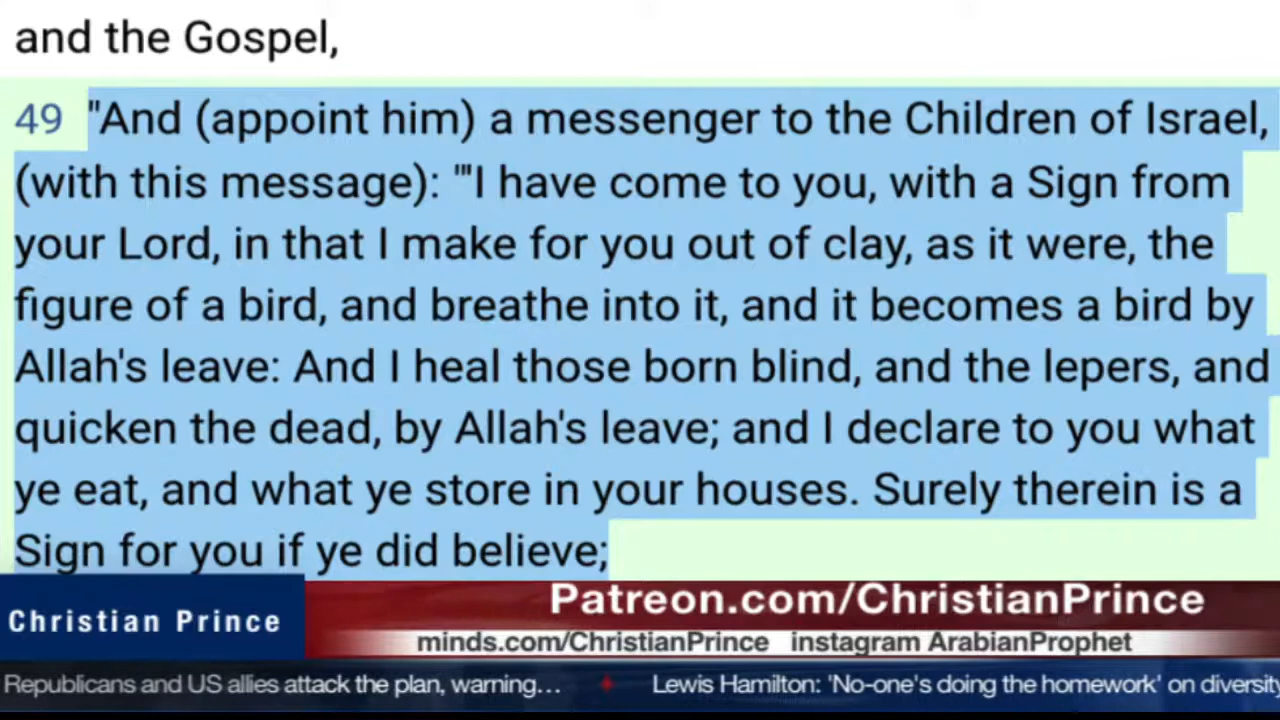 and the Gospel,
49 "And (appoint him) a messenger to the Children of Israel,
(with this message): "'I have come to you, with a Sign from
your Lord, in that I make for you out of clay, as it were, the
figure of a bird, and breathe into it, and it becomes a bird by
Allah's leave: And I heal those born blind, and the lepers, and
quicken the dead, by Allah's leave; and I declare to you what
ye eat, and what ye store in your houses. Surely therein is a
Sign for you if ye did believe;
Patreon.com/ChristianPrince
Christian Prince
minds.com/ChristianPrince instagram ArabianProphet
Republicans and US allies attack the plan, warning... Lewis Hamilton: 'No-one's doing the homework' on diversity